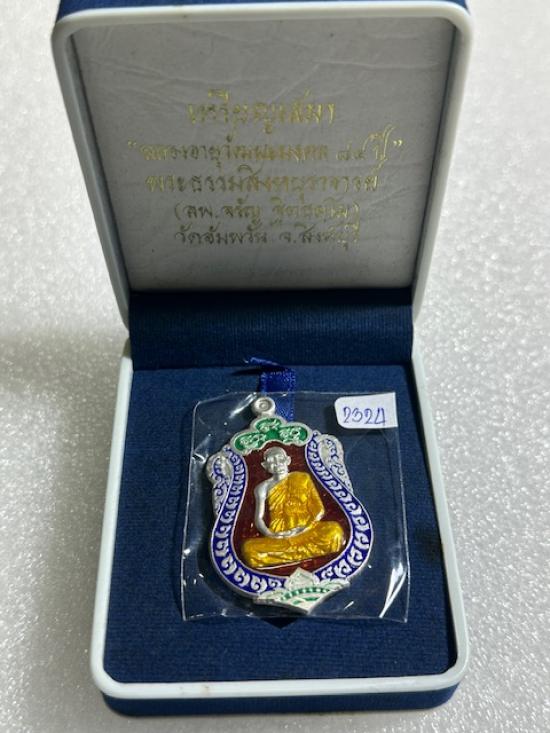 เหรียญเสมา
"ฉลองอายุวัฒนะมงคล ๘๔ ปี"
พระธรรมสิงหบุราจารย์
(ลพ.จรัญ ฐิตธมฺโม)
วัดอัมพวัน จ.สิงห์บุรี
2324